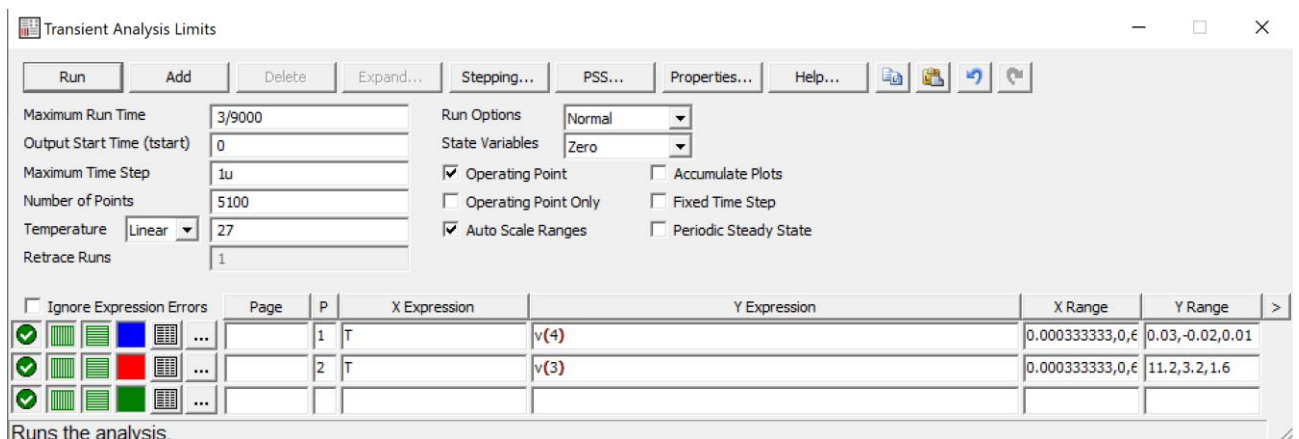 Transient Analysis Limits
Run Add Delete Expand... Stepping... PSS... Properties... Help...
Maximum Run Time 3/9000 Run Options Normal
Output Start Time (tstart) 0 State Variables Zero
Maximum Time Step 1u Operating Point Accumulate Plots
Number of Points 5100 Operating Point Only Fixed Time Step
Temperature Linear 27 Auto Scale Ranges Periodic Steady State
Retrace Runs 1
Ignore Expression Errors Page P X Expression Y Expression X Range Y Range >
... 1 T v(4) 0.000333333,0,6 0.03,-0.02,0.01
... 2 T v(3) 0.000333333,0,6 11.2,3.2,1.6
...
Runs the analysis.